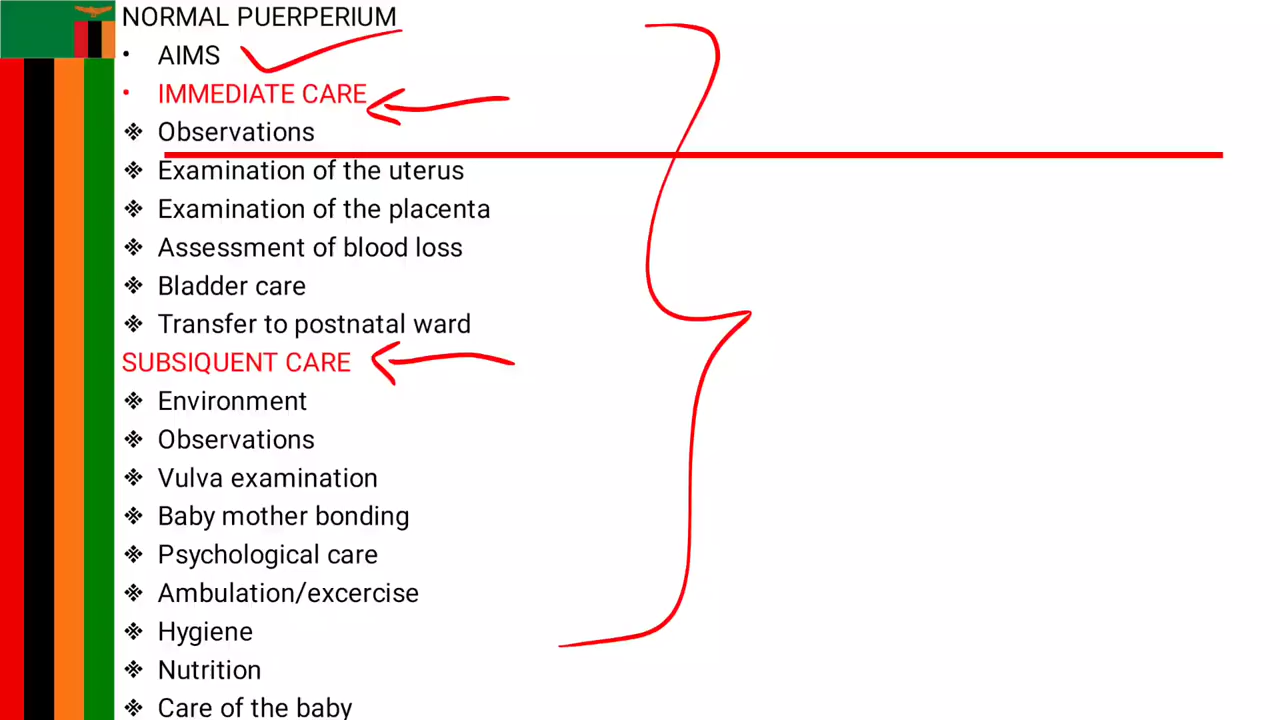 NORMAL PUERPERIUM
• AIMS
• IMMEDIATE CARE
❖ Observations
❖ Examination of the uterus
❖ Examination of the placenta
❖ Assessment of blood loss
❖ Bladder care
❖ Transfer to postnatal ward
SUBSIQUENT CARE
❖ Environment
❖ Observations
❖ Vulva examination
❖ Baby mother bonding
❖ Psychological care
❖ Ambulation/excercise
❖ Hygiene
❖ Nutrition
❖ Care of the baby